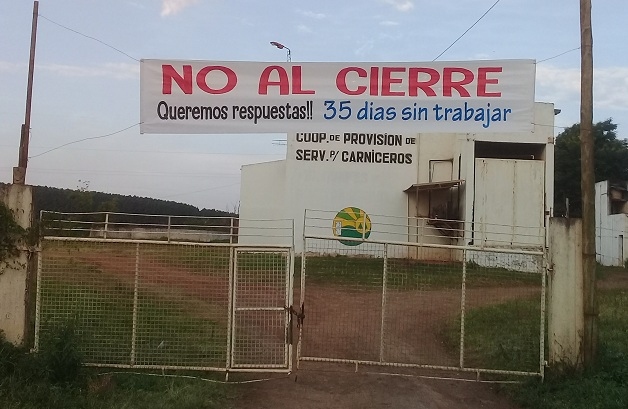 NO AL CIERRE
Queremos respuestas!! 35 dias sin trabajar
COOP. DE PROVISION DE
SERV. P/ CARNICEROS